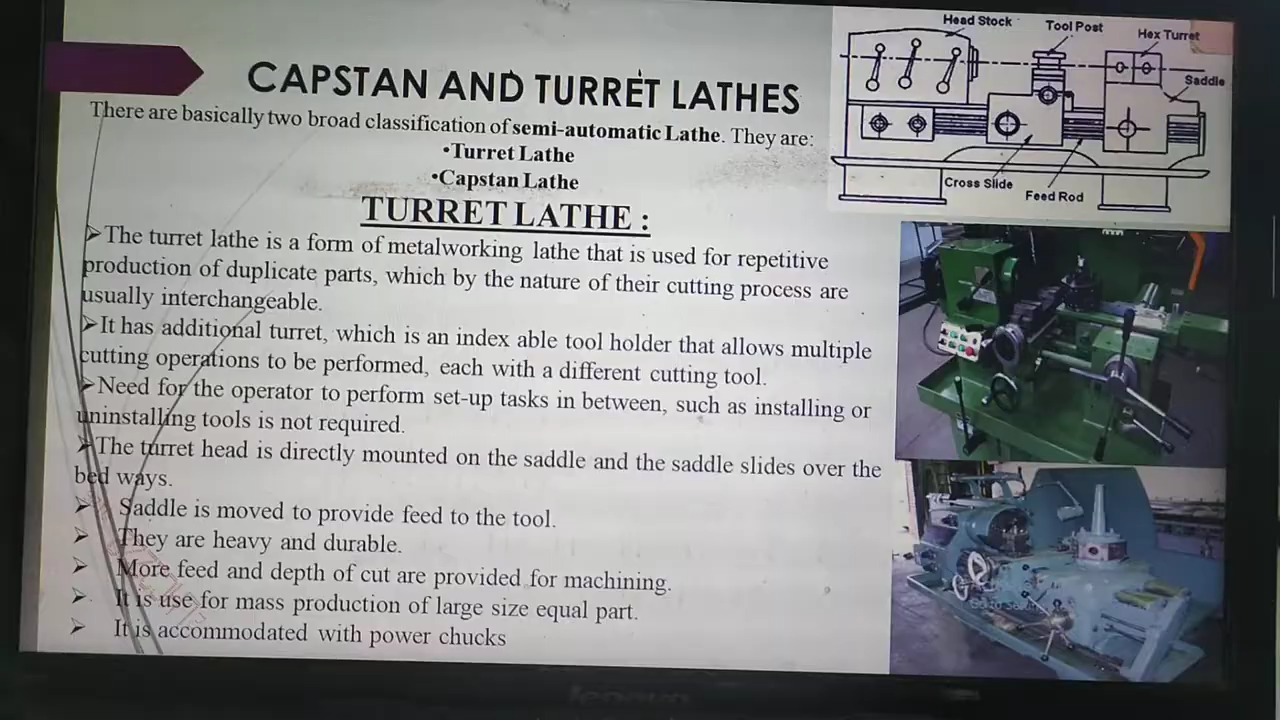 CAPSTAN AND TURRET LATHES
There are basically two broad classification of semi-automatic Lathe. They are:
•Turret Lathe
•Capstan Lathe
TURRET LATHE :
➢The turret lathe is a form of metalworking lathe that is used for repetitive
production of duplicate parts, which by the nature of their cutting process are
usually interchangeable.
➢It has additional turret, which is an index able tool holder that allows multiple
cutting operations to be performed, each with a different cutting tool.
➢Need for the operator to perform set-up tasks in between, such as installing or
uninstalling tools is not required.
➢The turret head is directly mounted on the saddle and the saddle slides over the
bed ways.
➢ Saddle is moved to provide feed to the tool.
➢ They are heavy and durable.
➢ More feed and depth of cut are provided for machining.
➢ It is use for mass production of large size equal part.
➢ It is accommodated with power chucks
Head Stock
Tool Post
Hex Turret
Saddle
Cross Slide
Feed Rod
lenovo